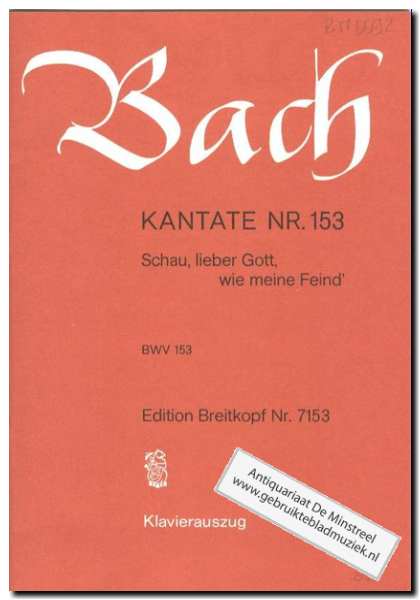 Bach
KANTATE NR. 153
Schau, lieber Gott,
wie meine Feind'
BWV 153
Edition Breitkopf Nr. 7153
Klavierauszug
Antiquariaat De Minstreel
www.gebruiktebladmuziek.nl